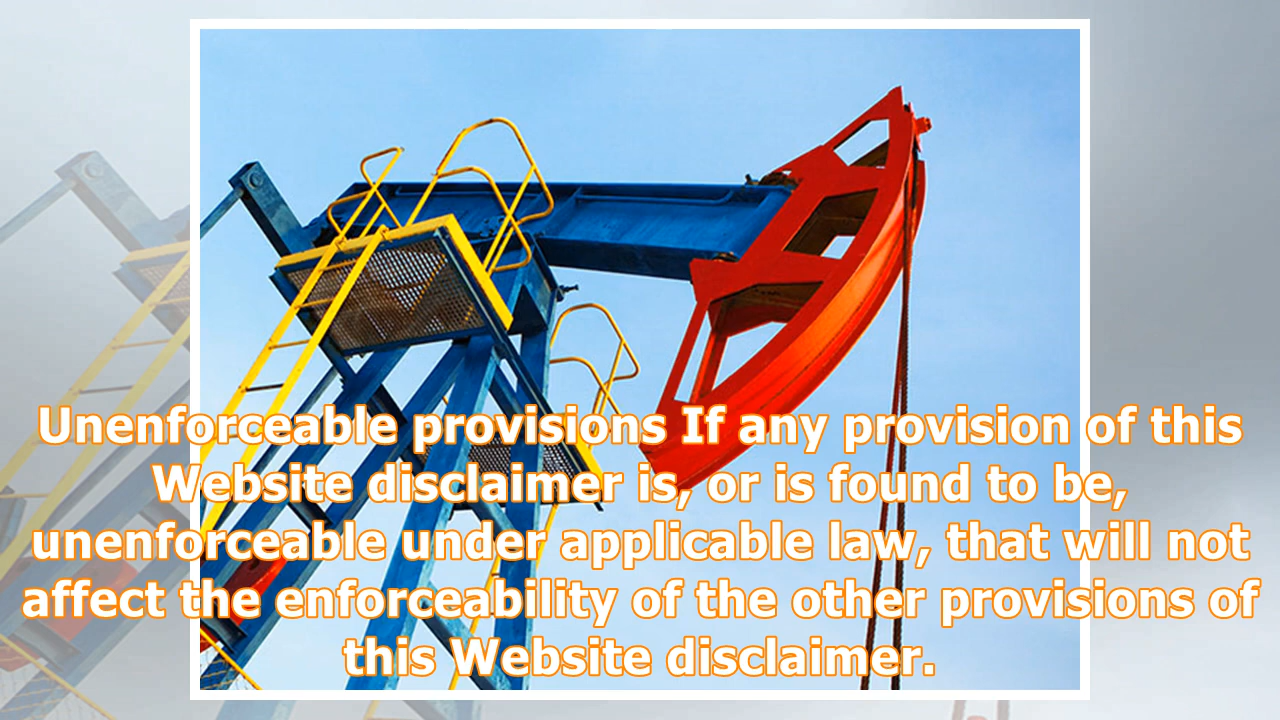 Unenforceable provisions If any provision of this
Website disclaimer is, or is found to be,
unenforceable under applicable law, that will not
affect the enforceability of the other provisions of
this Website disclaimer.